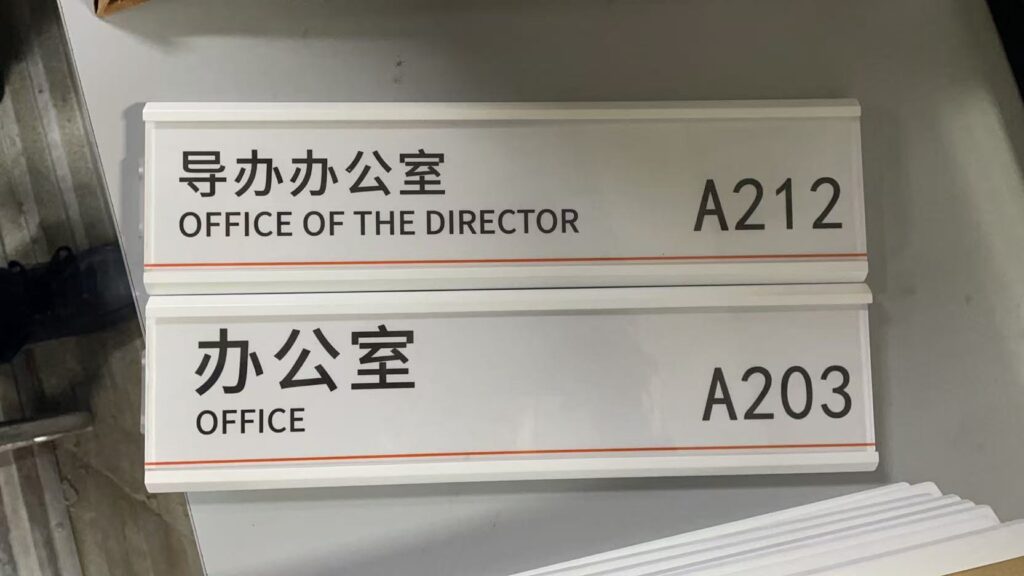 导办办公室
OFFICE OF THE DIRECTOR
A212
办公室
OFFICE
A203